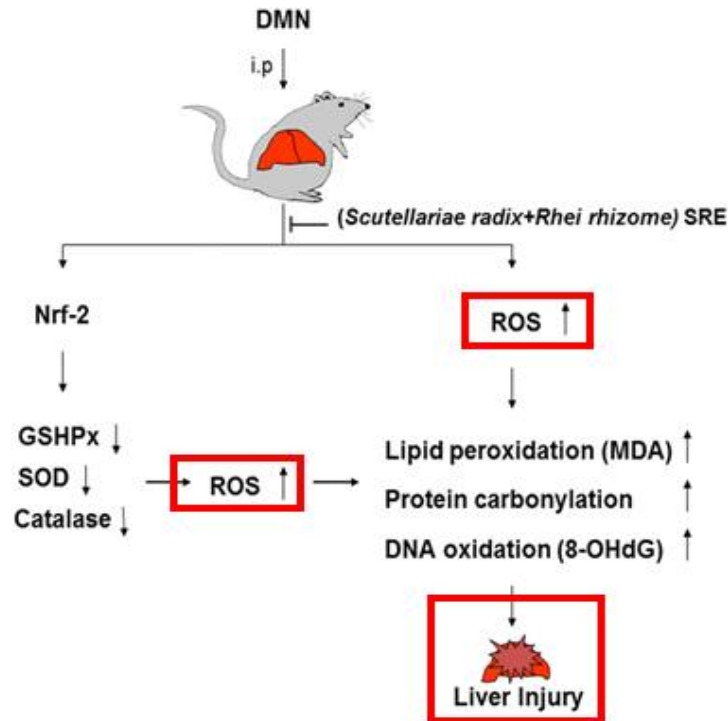 DMN
i.p
(Scutellariae radix+Rhei rhizome) SRE
Nrf-2
ROS ↑
GSHPx ↓
SOD ↓
Catalase ↓
ROS ↑
Lipid peroxidation (MDA) ↑
Protein carbonylation ↑
DNA oxidation (8-OHdG) ↑
Liver Injury